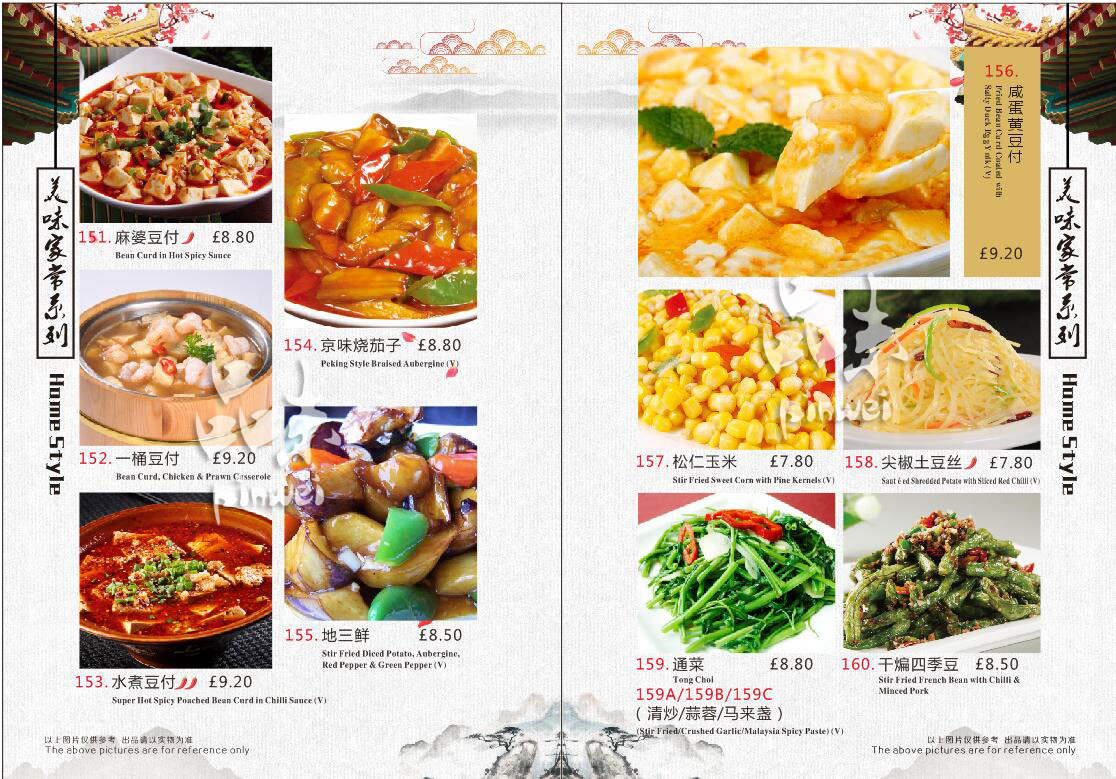 美味家常系列
Home Style
151. 麻婆豆付 £8.80
Bean Curd in Hot Spicy Sauce
152. 一桶豆付 £9.20
Bean Curd, Chicken & Prawn Casserole
153. 水煮豆付 £9.20
Super Hot Spicy Poached Bean Curd in Chilli Sauce (V)
154. 京味烧茄子 £8.80
Peking Style Braised Aubergine (V)
155. 地三鲜 £8.50
Stir Fried Diced Potato, Aubergine,
Red Pepper & Green Pepper (V)
以上图片仅供参考 出品请以实物为准
The above pictures are for reference only
品味
pinwei
156.
咸蛋黄豆付
Fried Bean Curd Coated with
Salty Duck Egg Yolk (V)
£9.20
157. 松仁玉米 £7.80
Stir Fried Sweet Corn with Pine Kernels (V)
158. 尖椒土豆丝 £7.80
Sauteed Shredded Potato with Sliced Red Chilli (V)
159. 通菜 £8.80
Tong Choi
159A/159B/159C
( 清炒/蒜蓉/马来盏 )
(Stir Fried/Crushed Garlic/Malaysia Spicy Paste) (V)
160. 干煸四季豆 £8.50
Stir Fried French Bean with Chilli &
Minced Pork
美味家常系列
Home Style
以上图片仅供参考 出品请以实物为准
The above pictures are for reference only
品味
pinwei